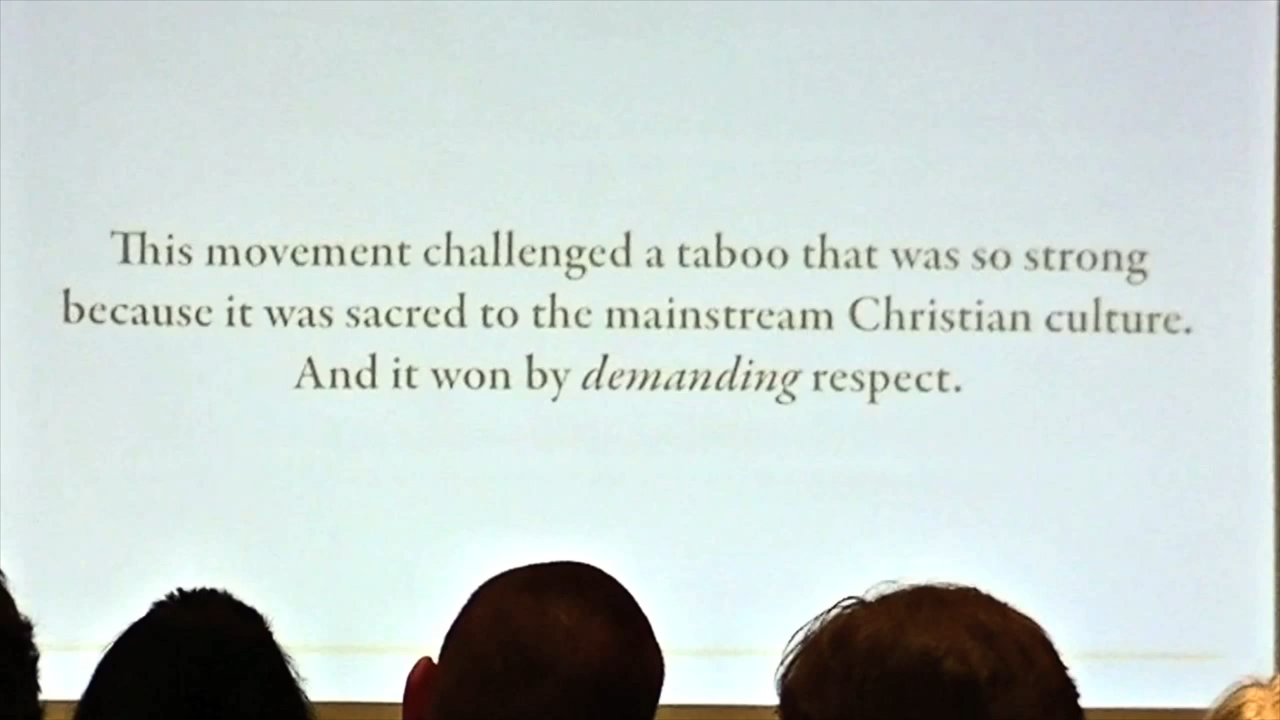 This movement challenged a taboo that was so strong
because it was sacred to the mainstream Christian culture.
And it won by demanding respect.